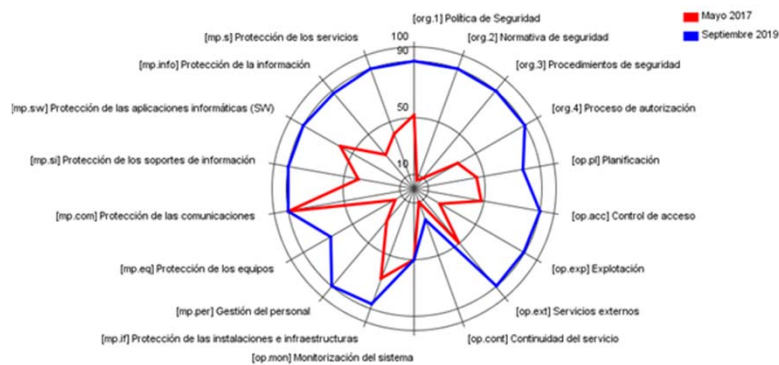 [org.1] Política de Seguridad
Mayo 2017
Septiembre 2019
100
90
50
10
[mp.s] Protección de los servicios
[org.2] Normativa de seguridad
[mp.info] Protección de la información
[org.3] Procedimientos de seguridad
[mp.sw] Protección de las aplicaciones informáticas (SW)
[org.4] Proceso de autorización
[mp.si] Protección de los soportes de información
[op.pl] Planificación
[mp.com] Protección de las comunicaciones
[op.acc] Control de acceso
[mp.eq] Protección de los equipos
[op.exp] Explotación
[mp.per] Gestión del personal
[op.ext] Servicios externos
[mp.if] Protección de las instalaciones e infraestructuras
[op.cont] Continuidad del servicio
[op.mon] Monitorización del sistema